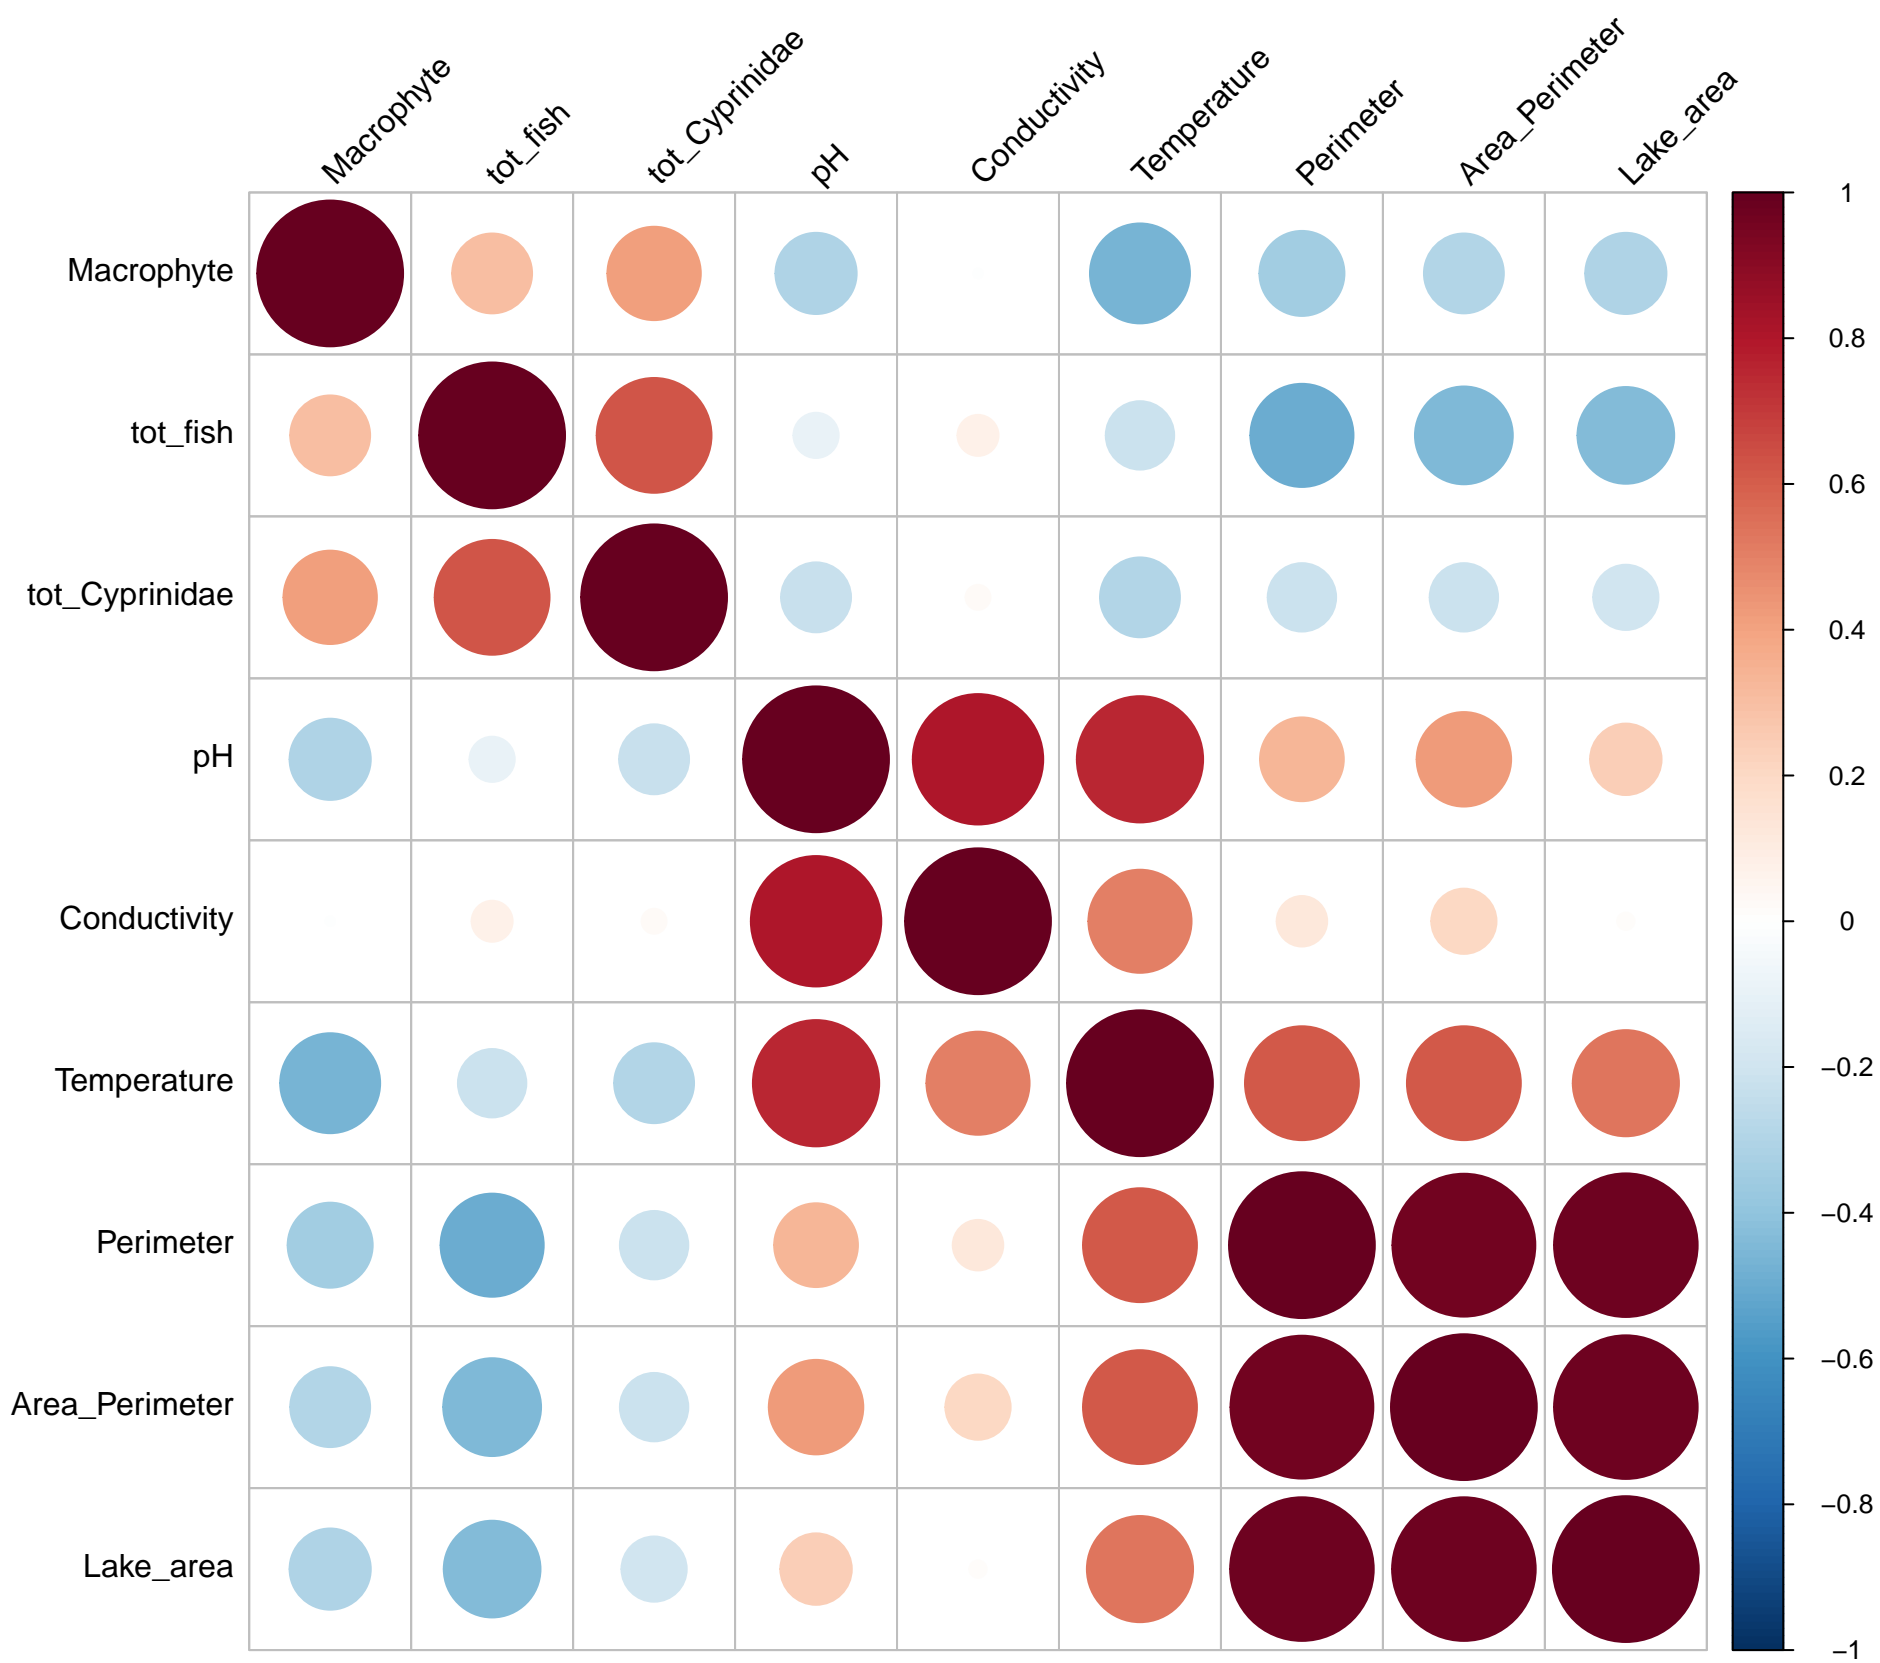 Macrophyte
tot_fish
tot_Cyprinidae
pH
Conductivity
Temperature
Perimeter
Area_Perimeter
Lake_area
Macrophyte
tot_fish
tot_Cyprinidae
pH
Conductivity
Temperature
Perimeter
Area_Perimeter
Lake_area
1
0.8
0.6
0.4
0.2
0
−0.2
−0.4
−0.6
−0.8
−1